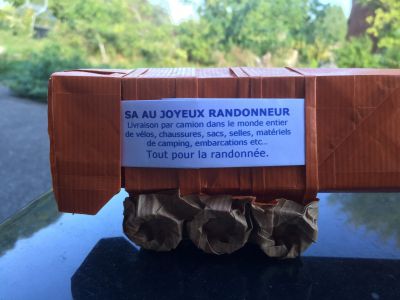 SA AU JOYEUX RANDONNEUR
Livraison par camion dans le monde entier
de vélos, chaussures, sacs, selles, matériels
de camping, embarcations etc...
Tout pour la randonnée.